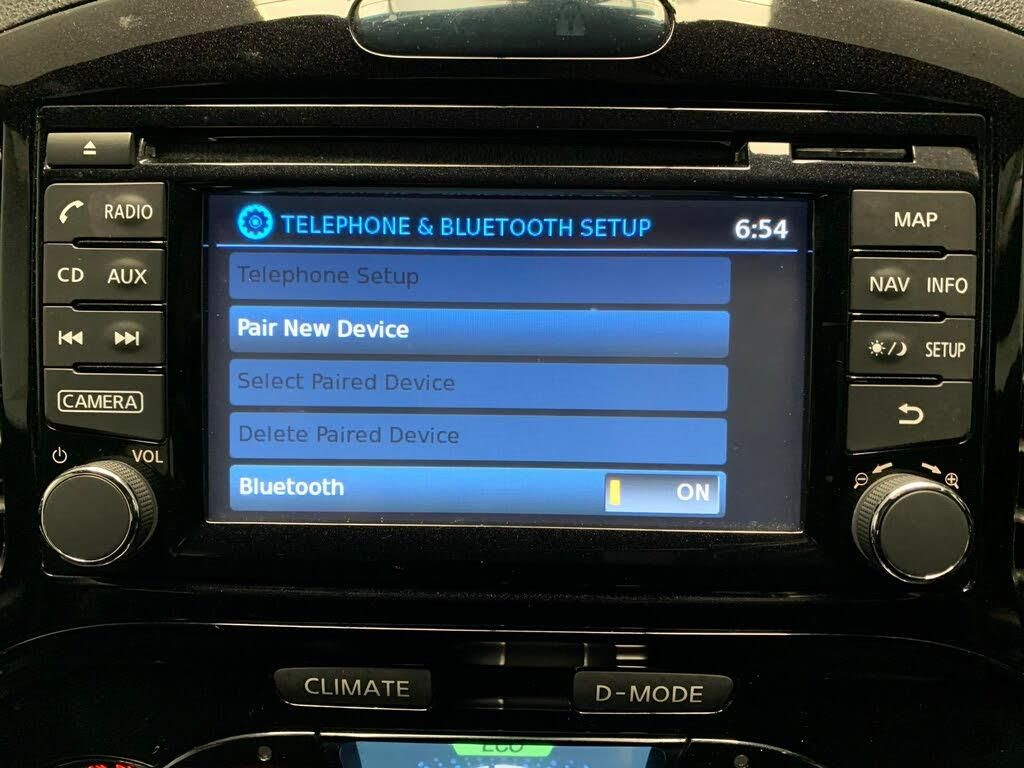 RADIO
CD AUX
CAMERA
VOL
TELEPHONE & BLUETOOTH SETUP 6:54
Telephone Setup
Pair New Device
Select Paired Device
Delete Paired Device
Bluetooth ON
MAP
NAV INFO
SETUP
CLIMATE
D-MODE
ECO